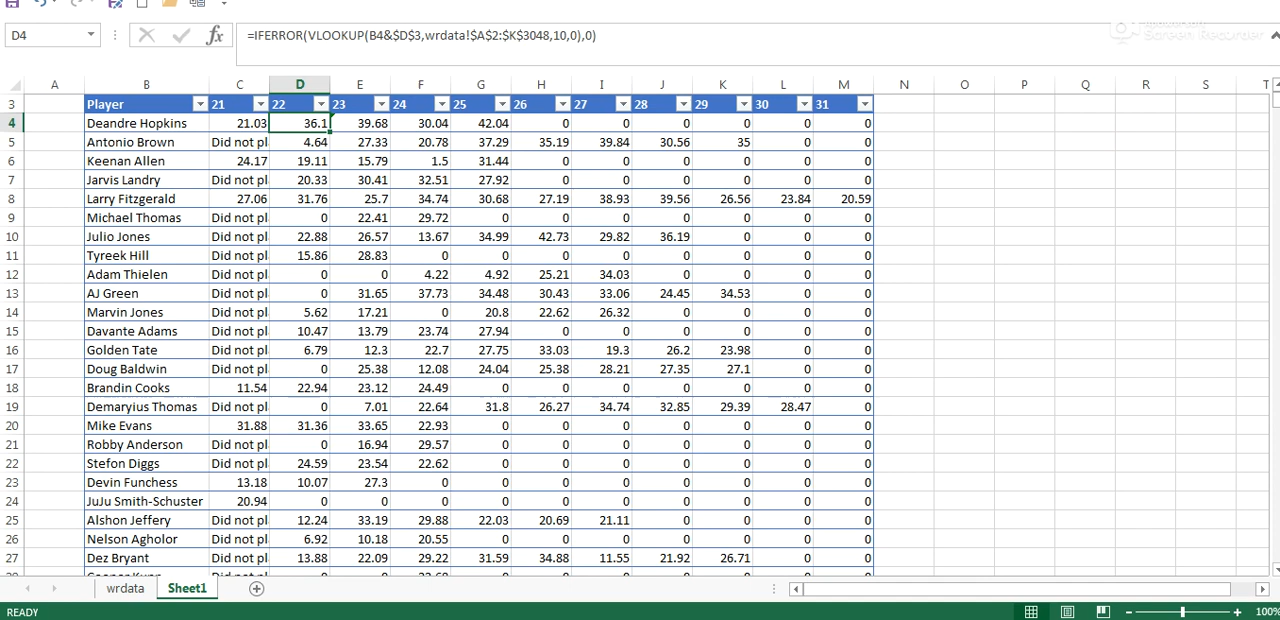 D4 =IFERROR(VLOOKUP(B4&$D$3,wrdata!$A$2:$K$3048,10,0),0)
Screen Recorder
A B C D E F G H I J K L M N O P Q R S T
3 Player 21 22 23 24 25 26 27 28 29 30 31
4 Deandre Hopkins 21.03 36.1 39.68 30.04 42.04 0 0 0 0 0 0
5 Antonio Brown Did not pl 4.64 27.33 20.78 37.29 35.19 39.84 30.56 35 0 0
6 Keenan Allen 24.17 19.11 15.79 1.5 31.44 0 0 0 0 0 0
7 Jarvis Landry Did not pl 20.33 30.41 32.51 27.92 0 0 0 0 0 0
8 Larry Fitzgerald 27.06 31.76 25.7 34.74 30.68 27.19 38.93 39.56 26.56 23.84 20.59
9 Michael Thomas Did not pl 0 22.41 29.72 0 0 0 0 0 0 0
10 Julio Jones Did not pl 22.88 26.57 13.67 34.99 42.73 29.82 36.19 0 0 0
11 Tyreek Hill Did not pl 15.86 28.83 0 0 0 0 0 0 0 0
12 Adam Thielen Did not pl 0 0 4.22 4.92 25.21 34.03 0 0 0 0
13 AJ Green Did not pl 0 31.65 37.73 34.48 30.43 33.06 24.45 34.53 0 0
14 Marvin Jones Did not pl 5.62 17.21 0 20.8 22.62 26.32 0 0 0 0
15 Davante Adams Did not pl 10.47 13.79 23.74 27.94 0 0 0 0 0 0
16 Golden Tate Did not pl 6.79 12.3 22.7 27.75 33.03 19.3 26.2 23.98 0 0
17 Doug Baldwin Did not pl 0 25.38 12.08 24.04 25.38 28.21 27.35 27.1 0 0
18 Brandin Cooks 11.54 22.94 23.12 24.49 0 0 0 0 0 0 0
19 Demaryius Thomas Did not pl 0 7.01 22.64 31.8 26.27 34.74 32.85 29.39 28.47 0
20 Mike Evans 31.88 31.36 33.65 22.93 0 0 0 0 0 0 0
21 Robby Anderson Did not pl 0 16.94 29.57 0 0 0 0 0 0 0
22 Stefon Diggs Did not pl 24.59 23.54 22.62 0 0 0 0 0 0 0
23 Devin Funchess 13.18 10.07 27.3 0 0 0 0 0 0 0 0
24 JuJu Smith-Schuster 20.94 0 0 0 0 0 0 0 0 0 0
25 Alshon Jeffery Did not pl 12.24 33.19 29.88 22.03 20.69 21.11 0 0 0 0
26 Nelson Agholor Did not pl 6.92 10.18 20.55 0 0 0 0 0 0 0
27 Dez Bryant Did not pl 13.88 22.09 29.22 31.59 34.88 11.55 21.92 26.71 0 0
wrdata Sheet1
READY 100%